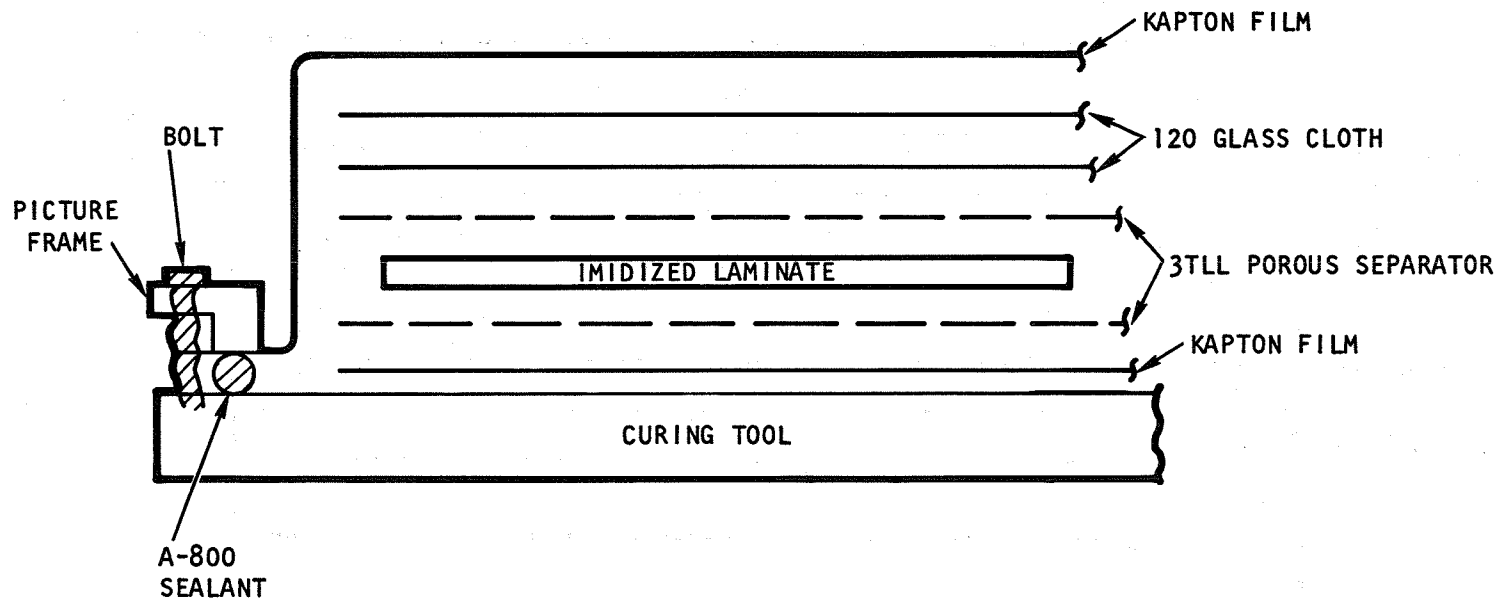 KAPTON FILM
BOLT
120 GLASS CLOTH
PICTURE
FRAME
3TLL POROUS SEPARATOR
IMIDIZED LAMINATE
KAPTON FILM
CURING TOOL
A-800
SEALANT